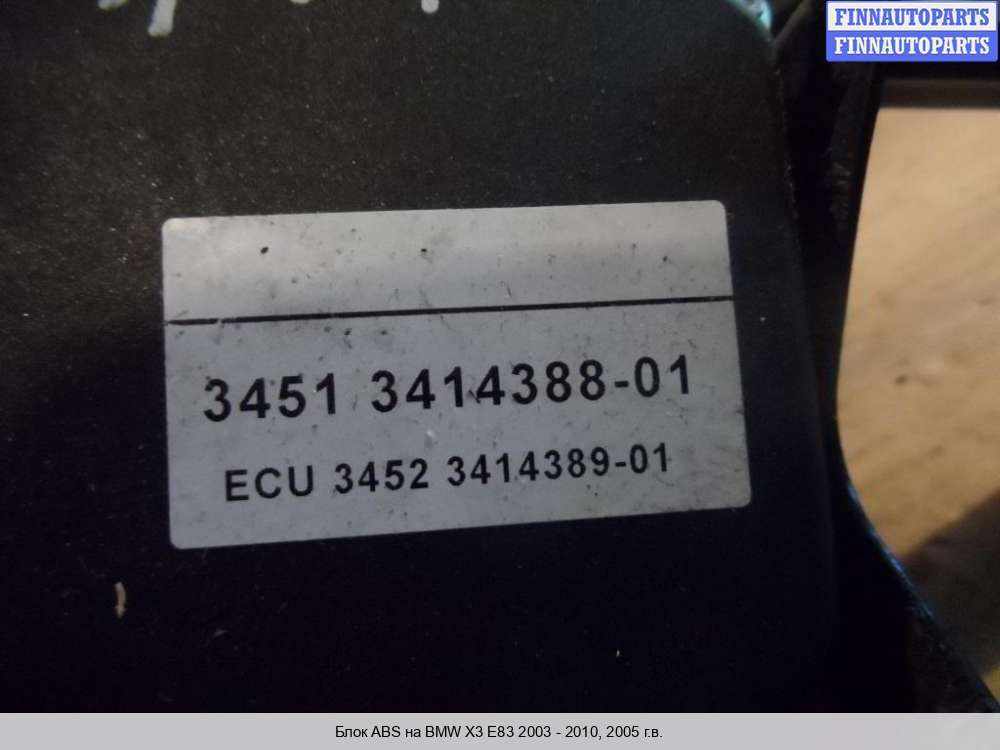 FINNAUTOPARTS
FINNAUTOPARTS
3451 3414388-01
ECU 3452 3414389-01
Блок ABS на BMW X3 E83 2003 - 2010, 2005 г.в.